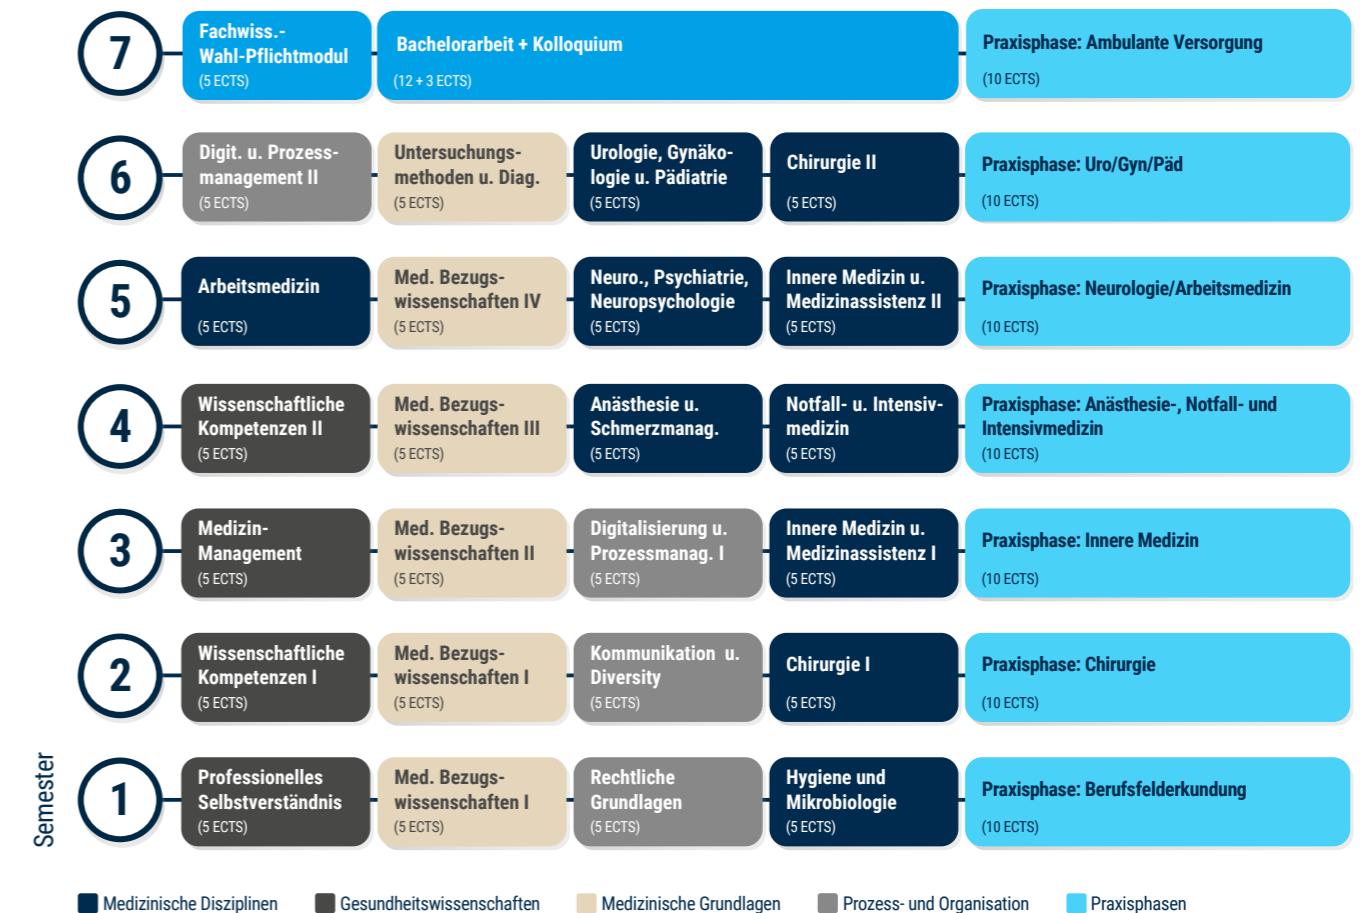 7
Fachwiss.-
Wahl-Pflichtmodul
(5 ECTS)
Bachelorarbeit + Kolloquium
(12 + 3 ECTS)
Praxisphase: Ambulante Versorgung
(10 ECTS)
6
Digit. u. Prozess-
management II
(5 ECTS)
Untersuchungs-
methoden u. Diag.
(5 ECTS)
Urologie, Gynäko-
logie u. Pädiatrie
(5 ECTS)
Chirurgie II
(5 ECTS)
Praxisphase: Uro/Gyn/Päd
(10 ECTS)
5
Arbeitsmedizin
(5 ECTS)
Med. Bezugs-
wissenschaften IV
(5 ECTS)
Neuro., Psychiatrie,
Neuropsychologie
(5 ECTS)
Innere Medizin u.
Medizinassistenz II
(5 ECTS)
Praxisphase: Neurologie/Arbeitsmedizin
(10 ECTS)
4
Wissenschaftliche
Kompetenzen II
(5 ECTS)
Med. Bezugs-
wissenschaften III
(5 ECTS)
Anästhesie u.
Schmerzmanag.
(5 ECTS)
Notfall- u. Intensiv-
medizin
(5 ECTS)
Praxisphase: Anästhesie-, Notfall- und
Intensivmedizin
(10 ECTS)
3
Medizin-
Management
(5 ECTS)
Med. Bezugs-
wissenschaften II
(5 ECTS)
Digitalisierung u.
Prozessmanag. I
(5 ECTS)
Innere Medizin u.
Medizinassistenz I
(5 ECTS)
Praxisphase: Innere Medizin
(10 ECTS)
2
Wissenschaftliche
Kompetenzen I
(5 ECTS)
Med. Bezugs-
wissenschaften I
(5 ECTS)
Kommunikation u.
Diversity
(5 ECTS)
Chirurgie I
(5 ECTS)
Praxisphase: Chirurgie
(10 ECTS)
Semester
1
Professionelles
Selbstverständnis
(5 ECTS)
Med. Bezugs-
wissenschaften I
(5 ECTS)
Rechtliche
Grundlagen
(5 ECTS)
Hygiene und
Mikrobiologie
(5 ECTS)
Praxisphase: Berufsfelderkundung
(10 ECTS)
Medizinische Disziplinen
Gesundheitswissenschaften
Medizinische Grundlagen
Prozess- und Organisation
Praxisphasen